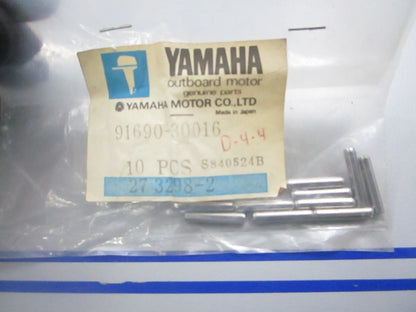 YAMAHA
outboard motor
genuine parts
YAMAHA MOTOR CO.,LTD
Made in Japan
91690-30016
D-4-4
10 PCS S840524B
27 3298-2